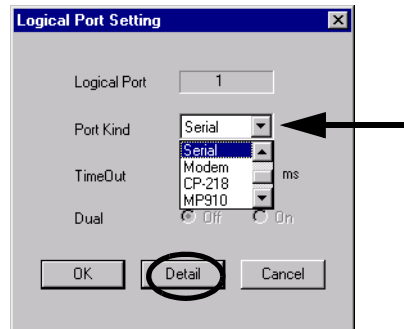 Logical Port Setting
Logical Port 1
Port Kind Serial
Serial
Modem
TimeOut ms
CP-218
MP910
Dual Off On
OK Detail Cancel